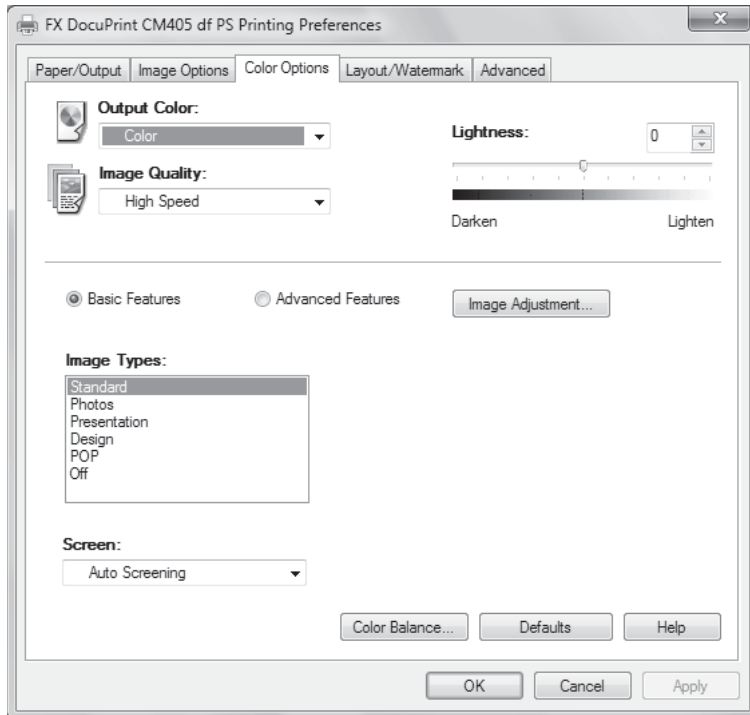 FX DocuPrint CM405 df PS Printing Preferences
Paper/Output Image Options Color Options Layout/Watermark Advanced
Output Color:
Color
Image Quality:
High Speed
Lightness:
0
Darken Lighten
Basic Features Advanced Features Image Adjustment...
Image Types:
Standard
Photos
Presentation
Design
POP
Off
Screen:
Auto Screening
Color Balance... Defaults Help
OK Cancel Apply